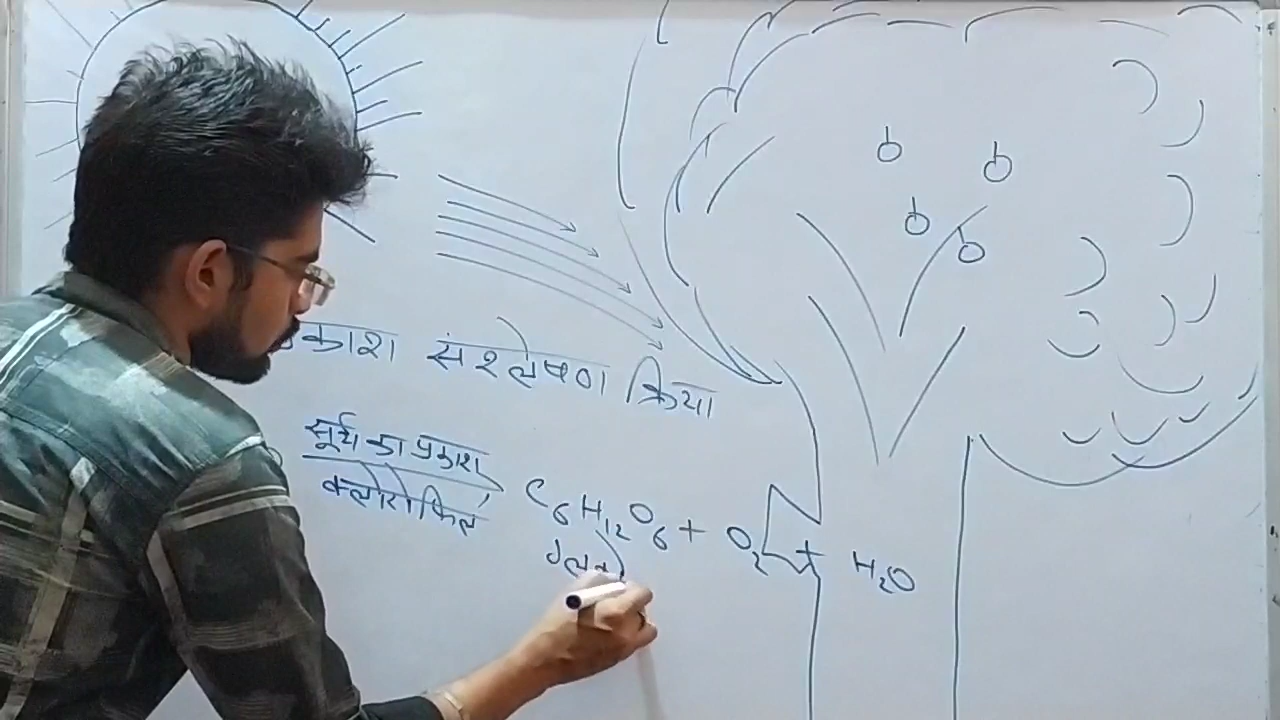 काश संश्लेषण क्रिया
सूर्य का प्रकाश
क्लोरोफिल
C₆H₁₂O₆ + O₂ + H₂O